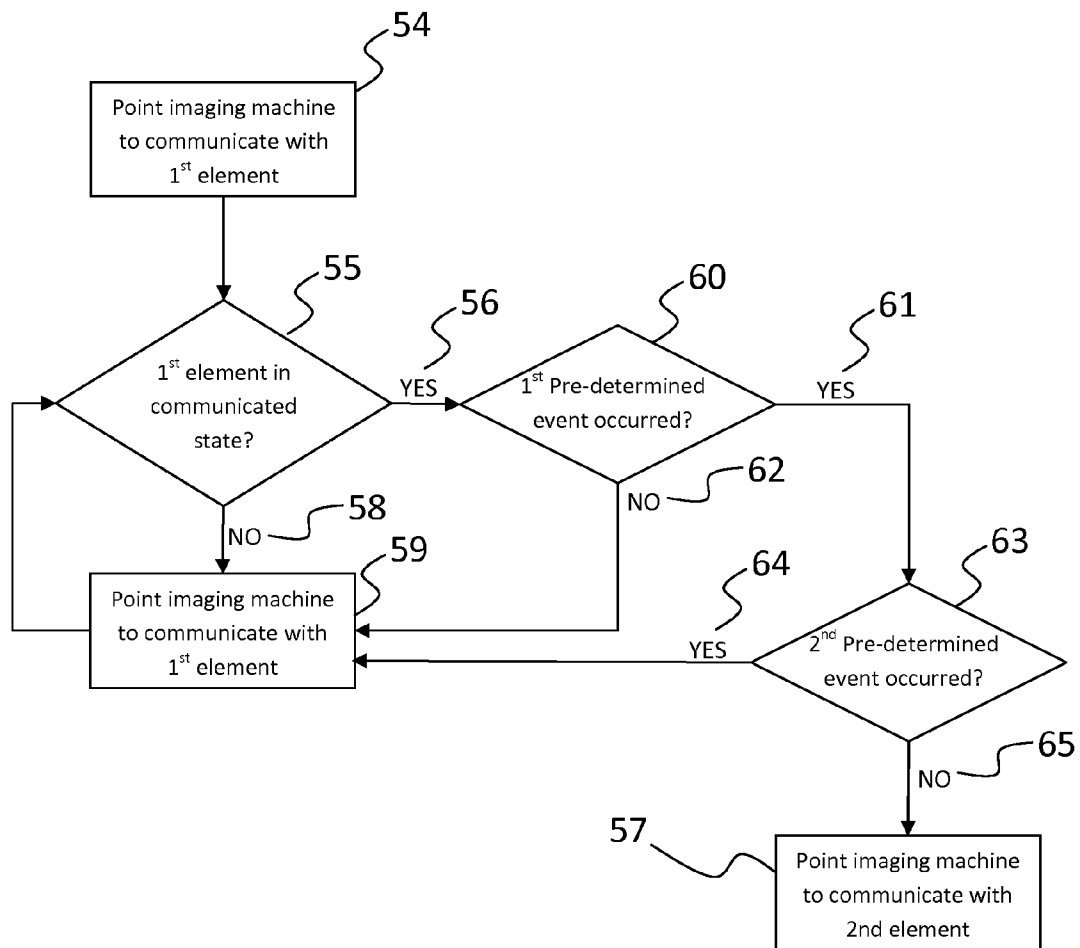 54
Point imaging machine
to communicate with
1st element
55
1st element in
communicated
state?
56
YES
60
1st Pre-determined
event occurred?
61
YES
62
NO
58
NO
59
Point imaging machine
to communicate with
1st element
64
YES
63
2nd Pre-determined
event occurred?
65
NO
57
Point imaging machine
to communicate with
2nd element